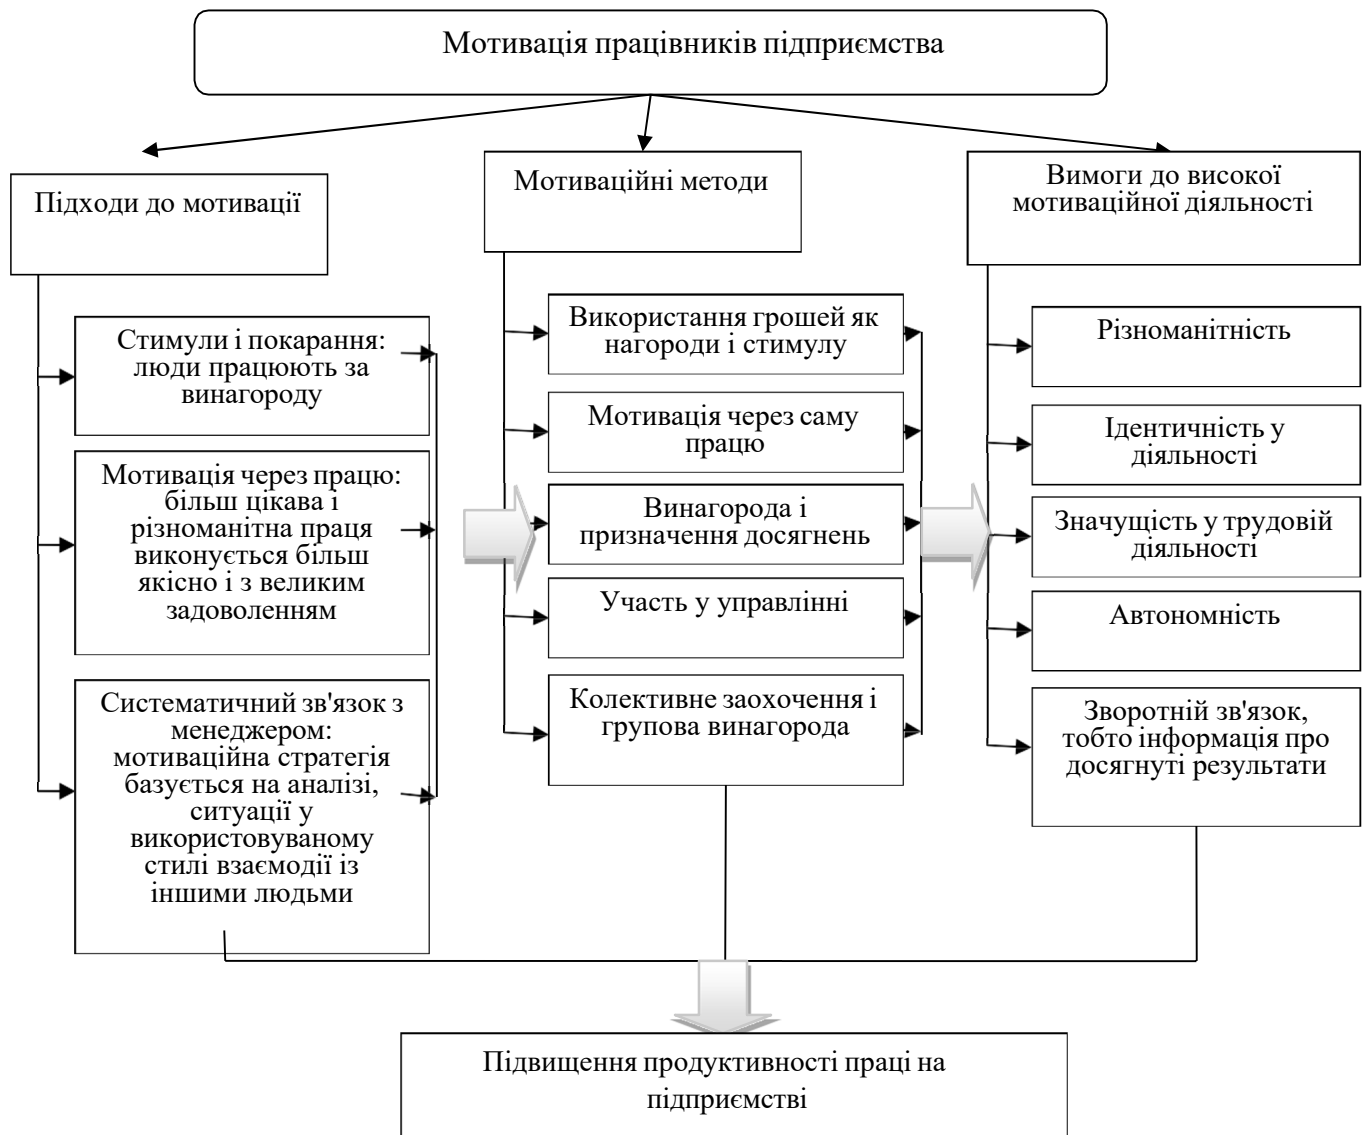 Мотивація працівників підприємства
Підходи до мотивації
Стимули і покарання:
люди працюють за
винагороду
Мотивація через працю:
більш цікава і
різноманітна праця
виконується більш
якісно і з великим
задоволенням
Систематичний зв'язок з
менеджером:
мотиваційна стратегія
базується на аналізі,
ситуації у
використовуваному
стилі взаємодії із
іншими людьми
Мотиваційні методи
Використання грошей як
нагороди і стимулу
Мотивація через саму
працю
Винагорода і
призначення досягнень
Участь у управлінні
Колективне заохочення і
групова винагорода
Вимоги до високої
мотиваційної діяльності
Різноманітність
Ідентичність у
діяльності
Значущість у трудовій
діяльності
Автономність
Зворотній зв'язок,
тобто інформація про
досягнуті результати
Підвищення продуктивності праці на
підприємстві